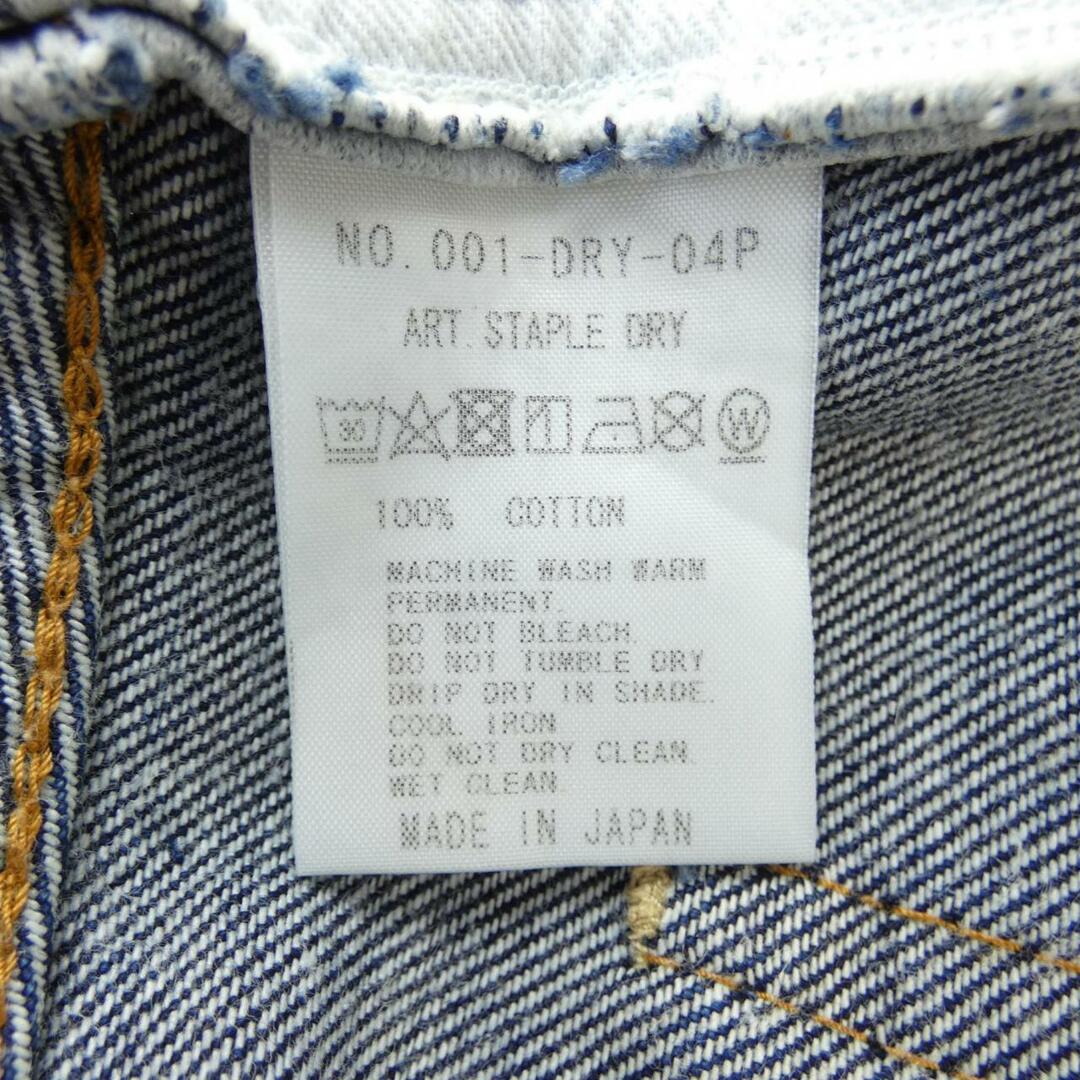 NO. 001-DRY-04P
ART. STAPLE DRY
30 W
100% COTTON
MACHINE WASH WARM
PERMANENT.
DO NOT BLEACH.
DO NOT TUMBLE DRY
DRIP DRY IN SHADE.
COOL IRON
DO NOT DRY CLEAN.
WET CLEAN.
MADE IN JAPAN